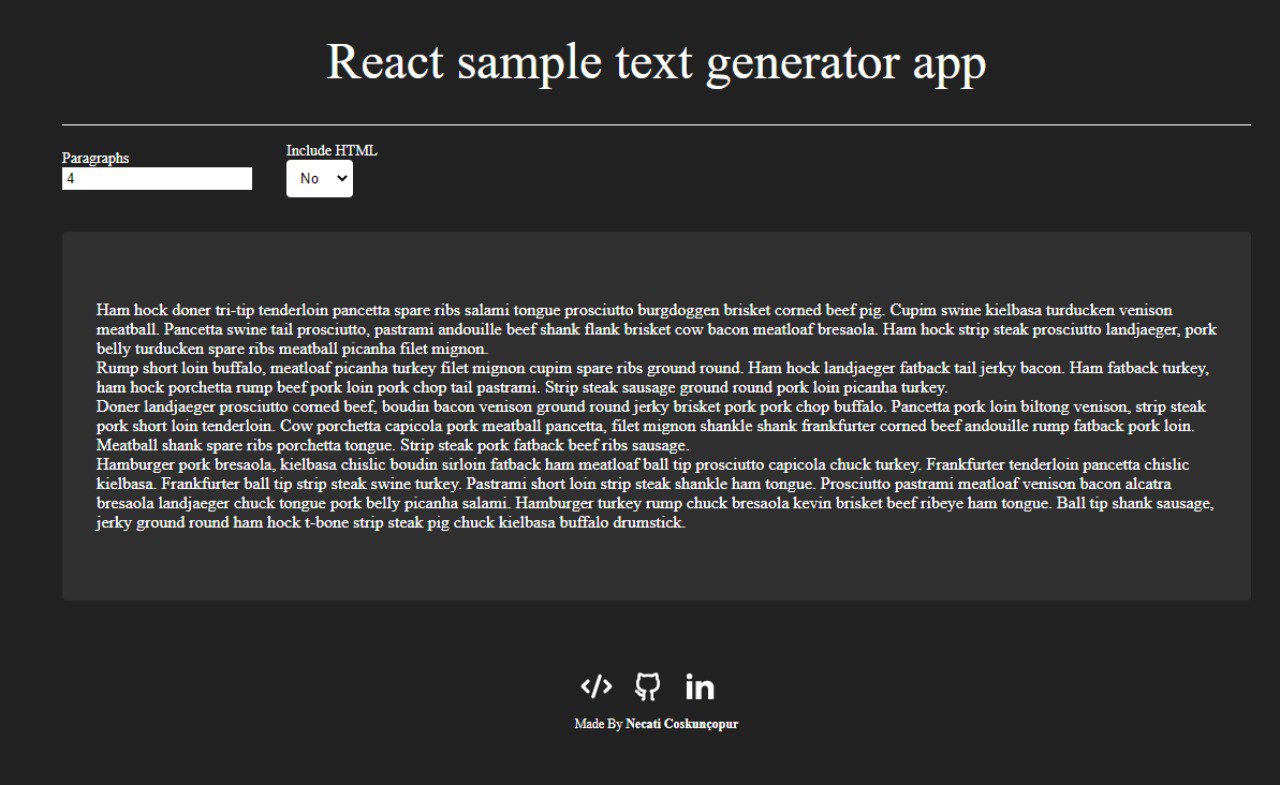 React sample text generator app
Paragraphs
Include HTML
4
No
Ham hock doner tri-tip tenderloin pancetta spare ribs salami tongue prosciutto burgdoggen brisket corned beef pig. Cupim swine kielbasa turducken venison
meatball. Pancetta swine tail prosciutto, pastrami andouille beef shank flank brisket cow bacon meatloaf bresaola. Ham hock strip steak prosciutto landjaeger, pork
belly turducken spare ribs meatball picanha filet mignon.
Rump short loin buffalo, meatloaf picanha turkey filet mignon cupim spare ribs ground round. Ham hock landjaeger fatback tail jerky bacon. Ham fatback turkey,
ham hock porchetta rump beef pork loin pork chop tail pastrami. Strip steak sausage ground round pork loin picanha turkey.
Doner landjaeger prosciutto corned beef, boudin bacon venison ground round jerky brisket pork pork chop buffalo. Pancetta pork loin biltong venison, strip steak
pork short loin tenderloin. Cow porchetta capicola pork meatball pancetta, filet mignon shankle shank frankfurter corned beef andouille rump fatback pork loin.
Meatball shank spare ribs porchetta tongue. Strip steak pork fatback beef ribs sausage.
Hamburger pork bresaola, kielbasa chislic boudin sirloin fatback ham meatloaf ball tip prosciutto capicola chuck turkey. Frankfurter tenderloin pancetta chislic
kielbasa. Frankfurter ball tip strip steak swine turkey. Pastrami short loin strip steak shankle ham tongue. Prosciutto pastrami meatloaf venison bacon alcatra
bresaola landjaeger chuck tongue pork belly picanha salami. Hamburger turkey rump chuck bresaola kevin brisket beef ribeye ham tongue. Ball tip shank sausage,
jerky ground round ham hock t-bone strip steak pig chuck kielbasa buffalo drumstick.
Made By Necati Coskunçopur